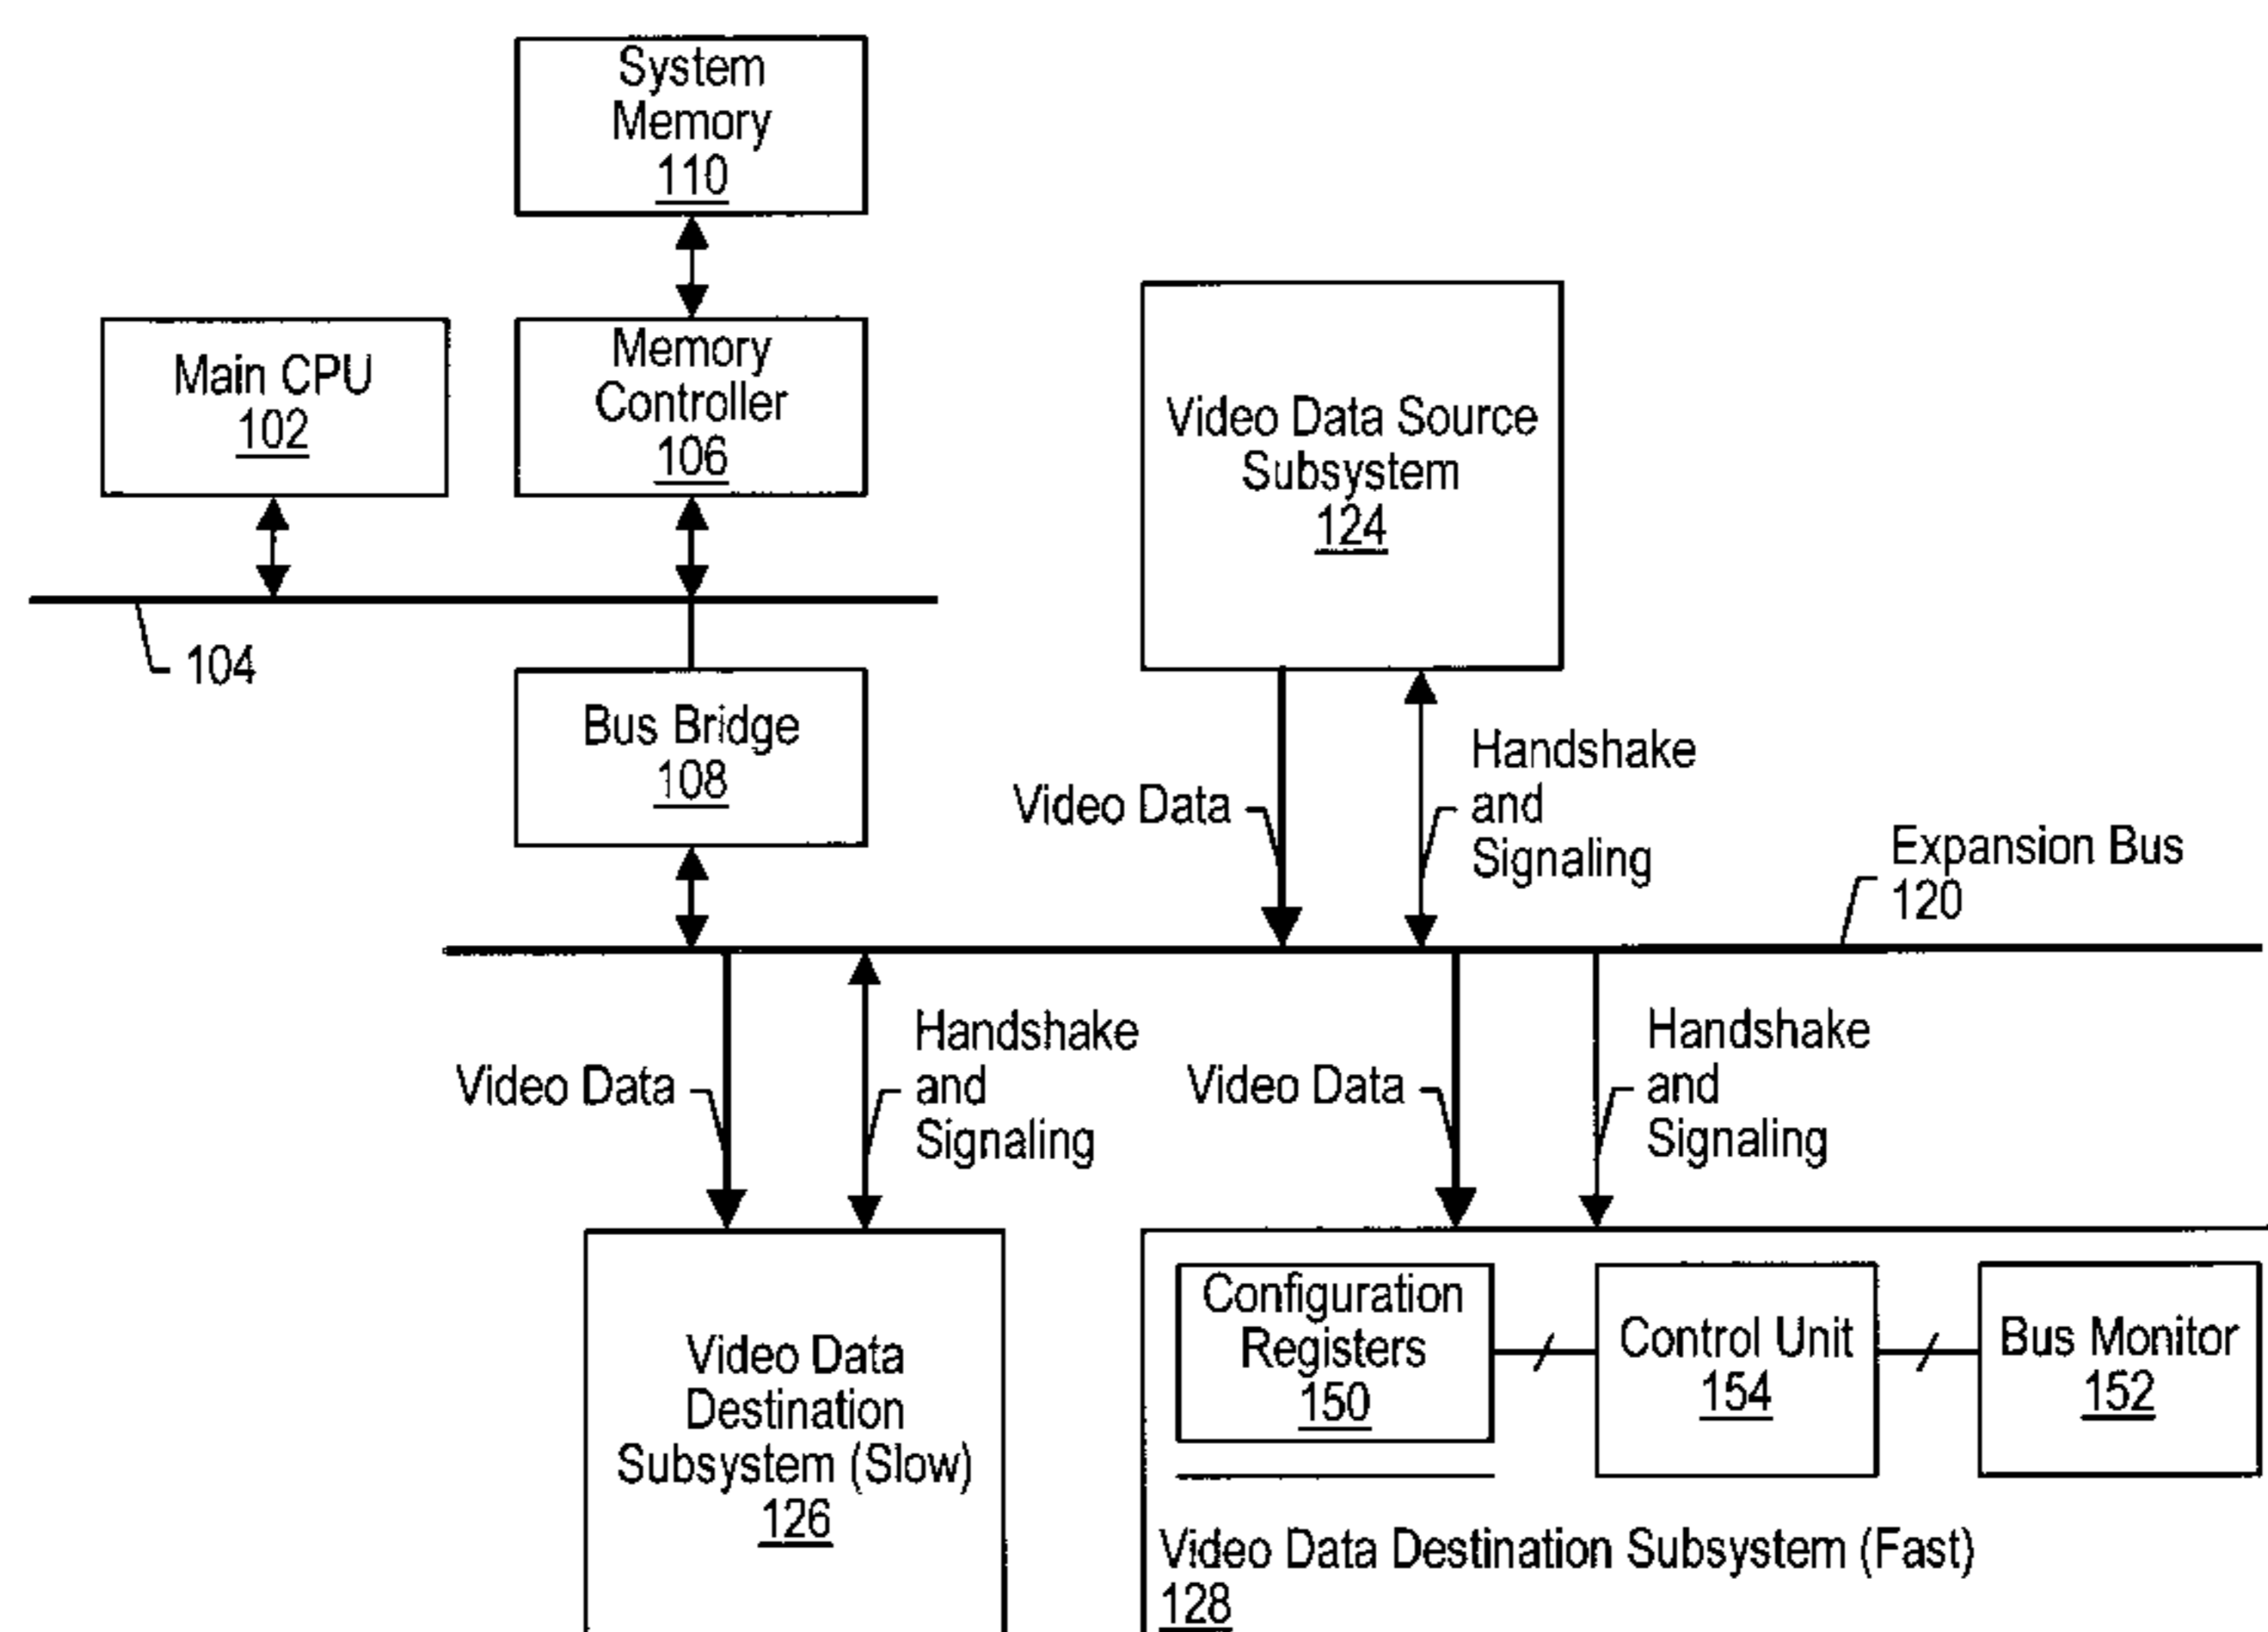 System
Memory
110
Main CPU
102
Memory
Controller
106
Video Data Source
Subsystem
124
104
Bus Bridge
108
Video Data
Handshake
and
Signaling
Expansion Bus
120
Video Data
Handshake
and
Signaling
Video Data
Handshake
and
Signaling
Video Data
Destination
Subsystem (Slow)
126
Configuration
Registers
150
Control Unit
154
Bus Monitor
152
Video Data Destination Subsystem (Fast)
128